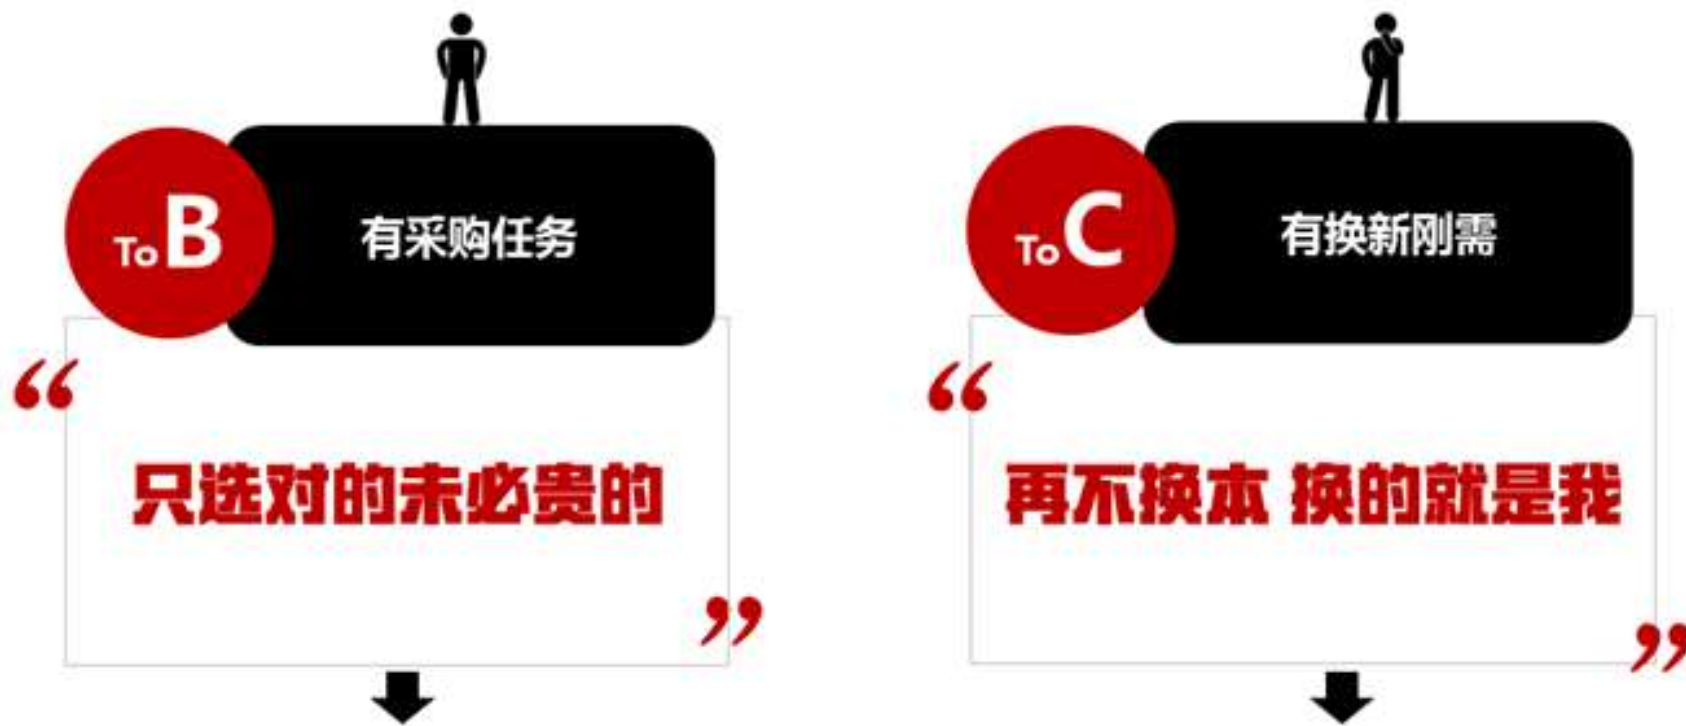 To B
有采购任务
“
只选对的未必贵的
”
To C
有换新刚需
“
再不换本 换的就是我
”